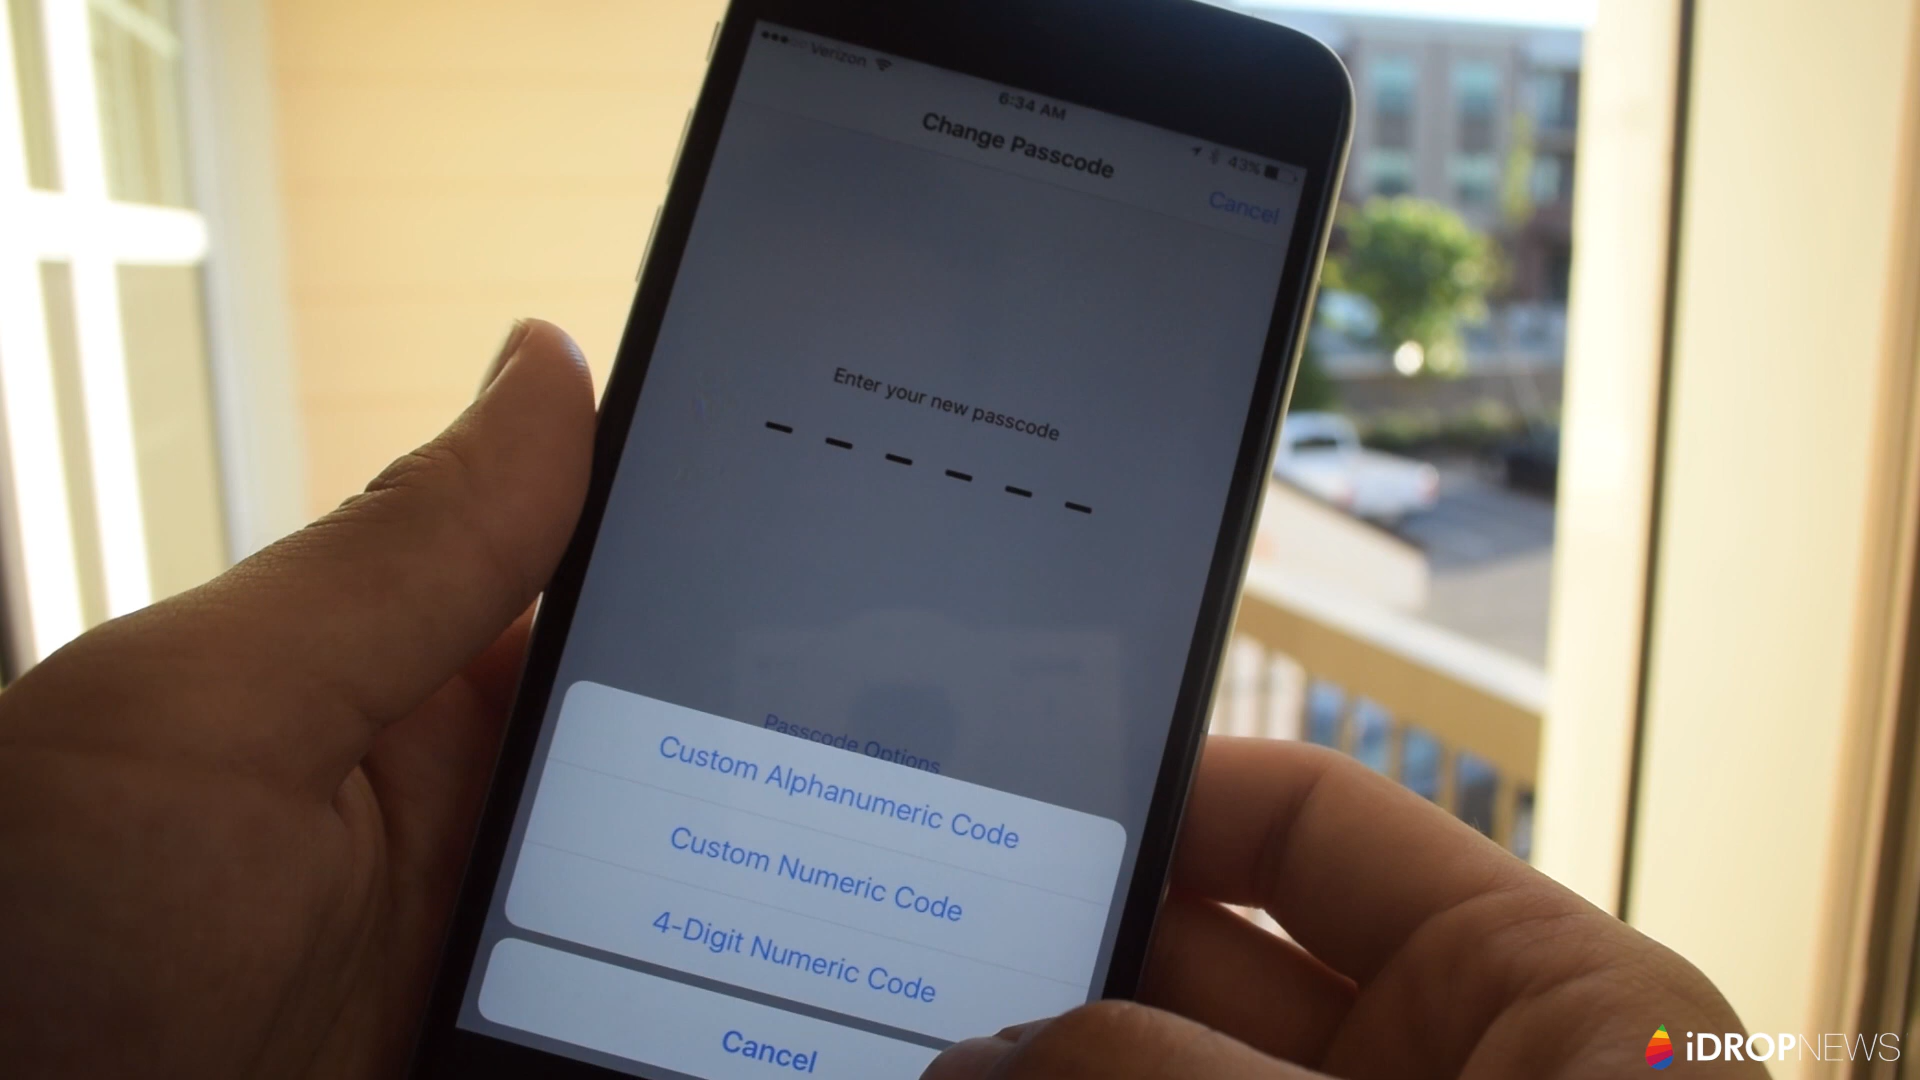 Verizon
6:34 AM
43%
Change Passcode
Cancel
Enter your new passcode
Passcode Options
Custom Alphanumeric Code
Custom Numeric Code
4-Digit Numeric Code
Cancel
iDROPNEWS